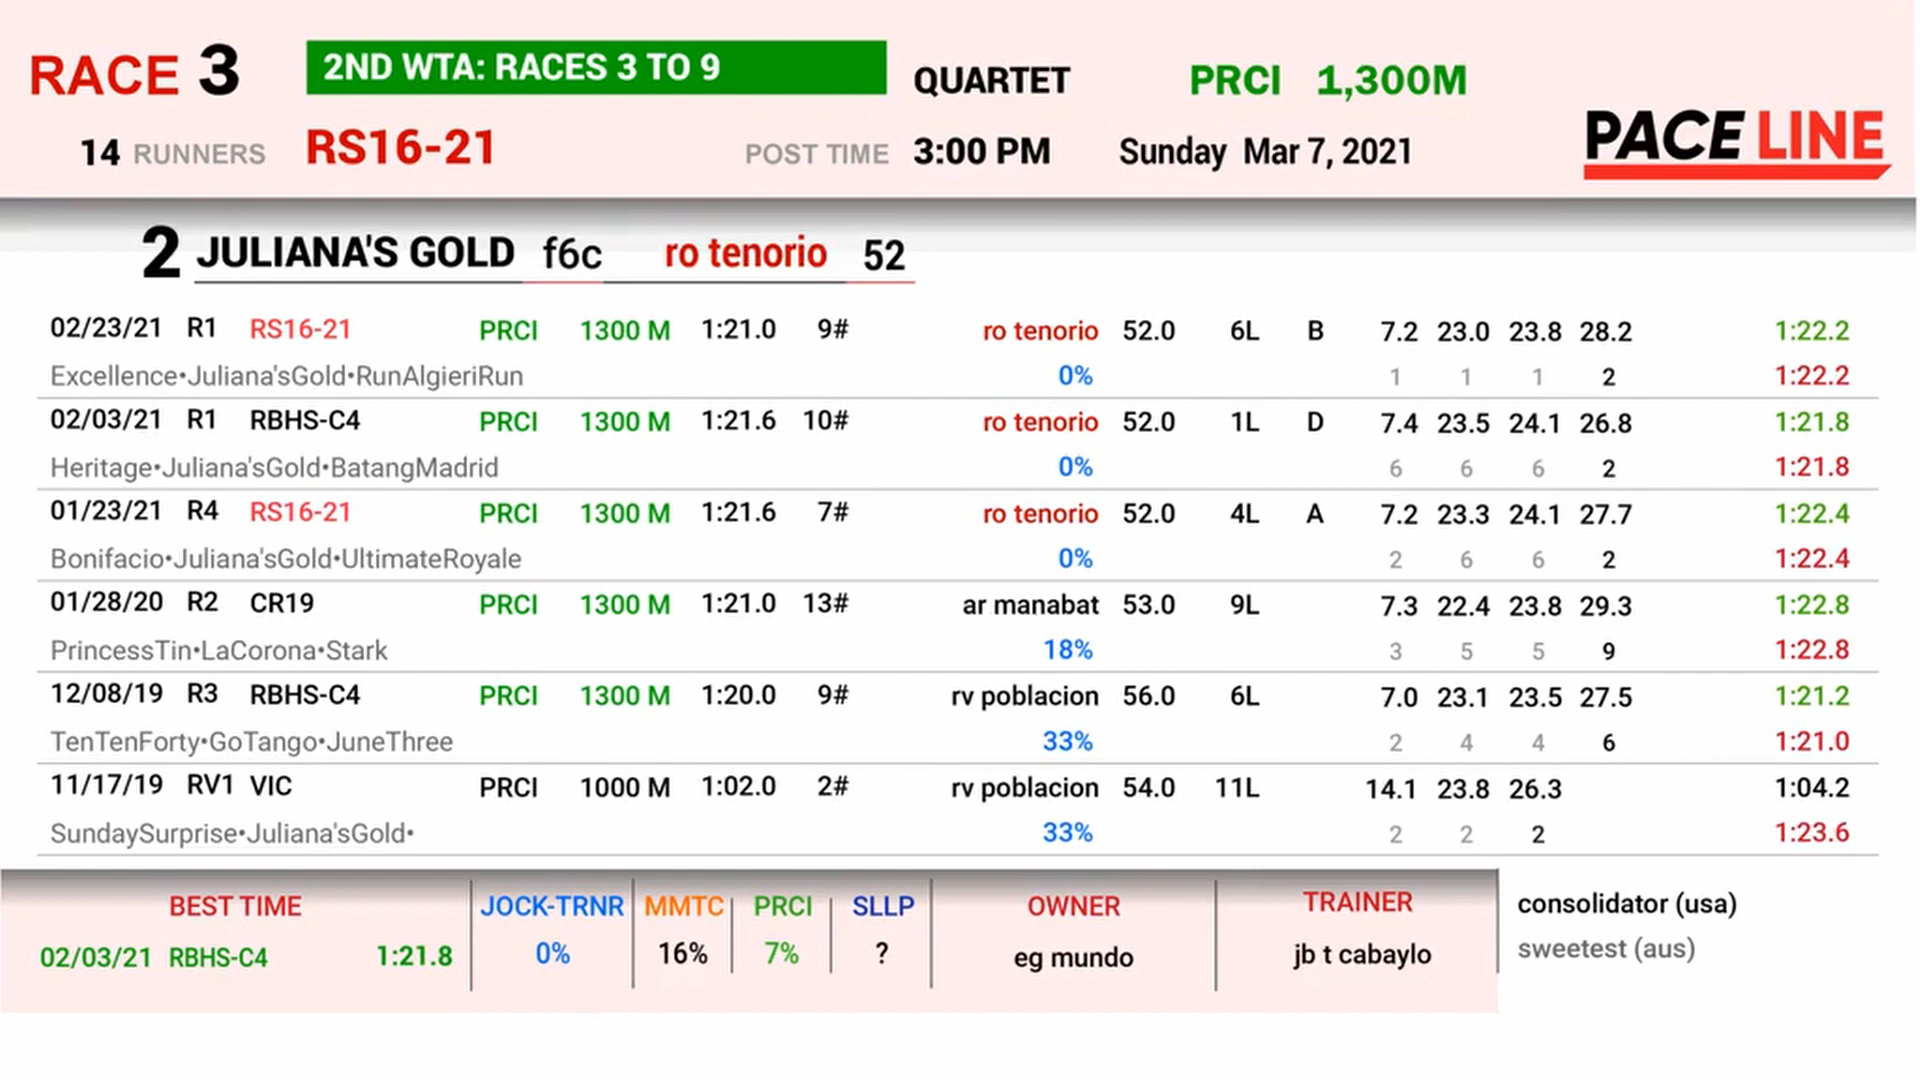 RACE 3 2ND WTA: RACES 3 TO 9 QUARTET PRCI 1,300M
14 RUNNERS RS16-21 POST TIME 3:00 PM Sunday Mar 7, 2021 PACE LINE
2 JULIANA'S GOLD f6c ro tenorio 52
02/23/21 R1 RS16-21 PRCI 1300 M 1:21.0 9# ro tenorio 52.0 6L B 7.2 23.0 23.8 28.2 1:22.2
Excellence•Juliana'sGold•RunAlgieriRun 0% 1 1 1 2 1:22.2
02/03/21 R1 RBHS-C4 PRCI 1300 M 1:21.6 10# ro tenorio 52.0 1L D 7.4 23.5 24.1 26.8 1:21.8
Heritage•Juliana'sGold•BatangMadrid 0% 6 6 6 2 1:21.8
01/23/21 R4 RS16-21 PRCI 1300 M 1:21.6 7# ro tenorio 52.0 4L A 7.2 23.3 24.1 27.7 1:22.4
Bonifacio•Juliana'sGold•UltimateRoyale 0% 2 6 6 2 1:22.4
01/28/20 R2 CR19 PRCI 1300 M 1:21.0 13# ar manabat 53.0 9L 7.3 22.4 23.8 29.3 1:22.8
PrincessTin•LaCorona•Stark 18% 3 5 5 9 1:22.8
12/08/19 R3 RBHS-C4 PRCI 1300 M 1:20.0 9# rv poblacion 56.0 6L 7.0 23.1 23.5 27.5 1:21.2
TenTenForty•GoTango•JuneThree 33% 2 4 4 6 1:21.0
11/17/19 RV1 VIC PRCI 1000 M 1:02.0 2# rv poblacion 54.0 11L 14.1 23.8 26.3 1:04.2
SundaySurprise•Juliana'sGold• 33% 2 2 2 1:23.6
BEST TIME JOCK-TRNR MMTC PRCI SLLP OWNER TRAINER consolidator (usa)
02/03/21 RBHS-C4 1:21.8 0% 16% 7% ? eg mundo jb t cabaylo sweetest (aus)